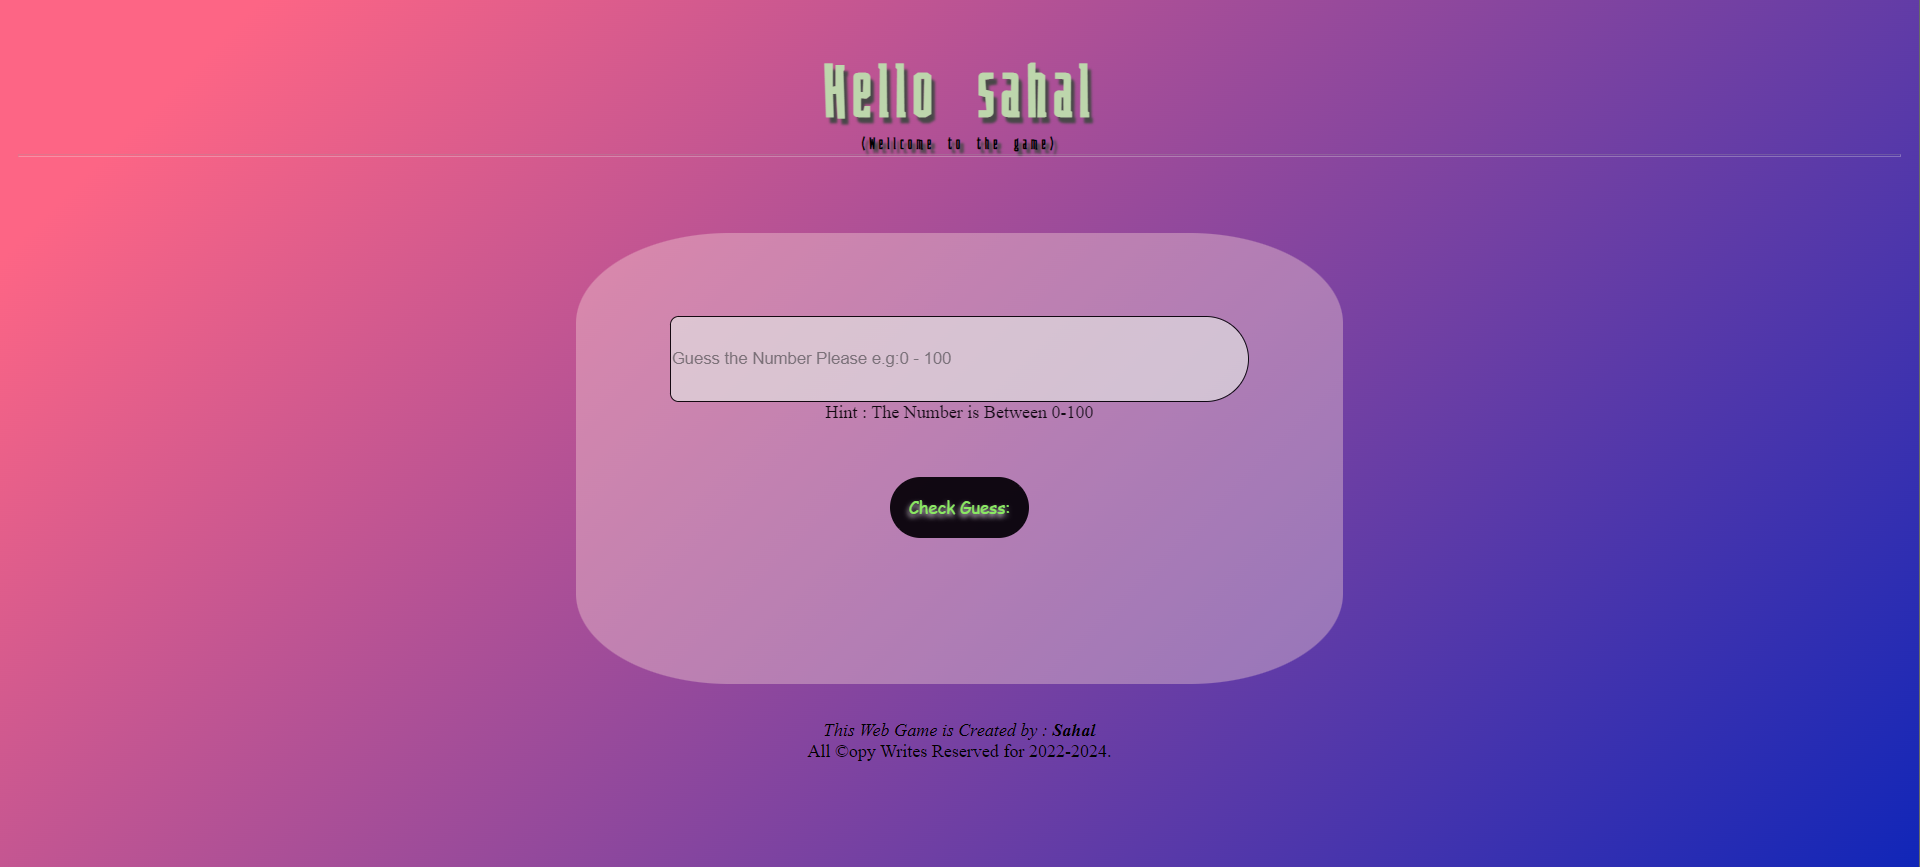 Hello sahal
(Wellcome to the game)
Guess the Number Please e.g:0 - 100
Hint : The Number is Between 0-100
Check Guess:
This Web Game is Created by : Sahal
All ©opy Writes Reserved for 2022-2024.